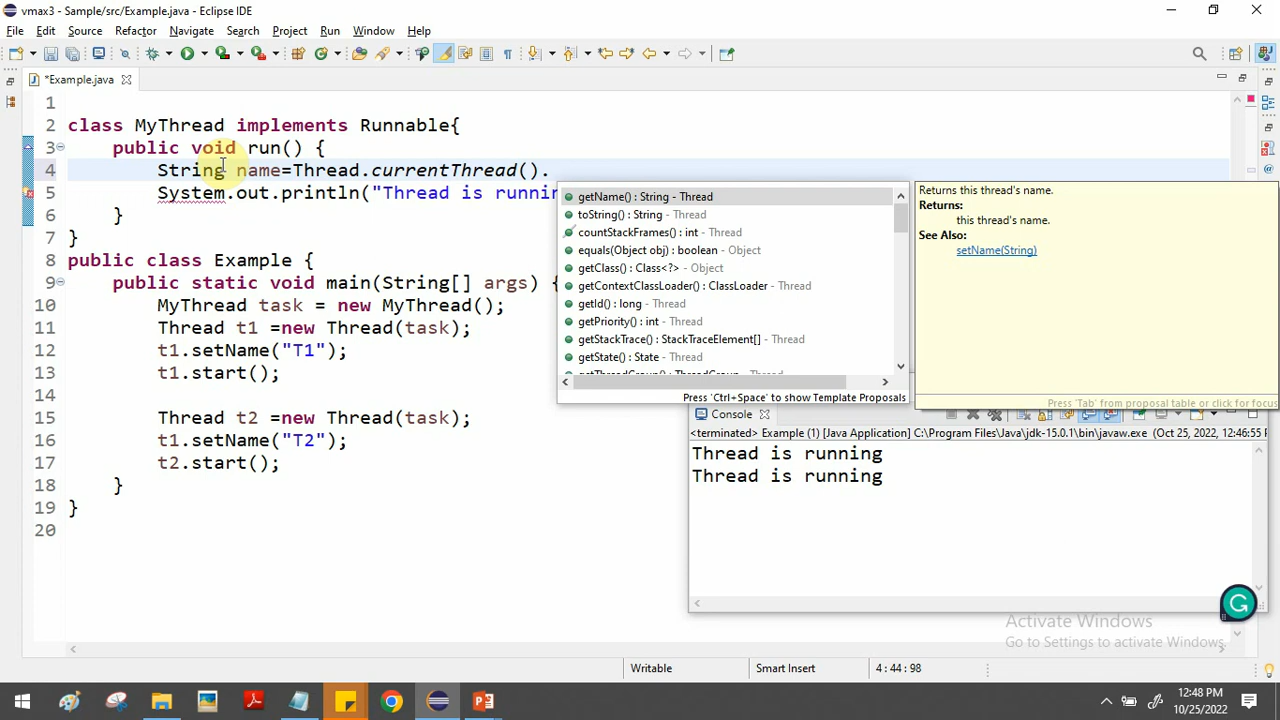 vmax3 - Sample/src/Example.java - Eclipse IDE
File Edit Source Refactor Navigate Search Project Run Window Help
*Example.java
1
2 class MyThread implements Runnable{
3 public void run() {
4 String name=Thread.currentThread().
5 System.out.println("Thread is runnin
6 }
7 }
8 public class Example {
9 public static void main(String[] args) {
10 MyThread task = new MyThread();
11 Thread t1 =new Thread(task);
12 t1.setName("T1");
13 t1.start();
14
15 Thread t2 =new Thread(task);
16 t1.setName("T2");
17 t2.start();
18 }
19 }
20
getName() : String - Thread
toString() : String - Thread
countStackFrames() : int - Thread
equals(Object obj) : boolean - Object
getClass() : Class<?> - Object
getContextClassLoader() : ClassLoader - Thread
getId() : long - Thread
getPriority() : int - Thread
getStackTrace() : StackTraceElement[] - Thread
getState() : State - Thread
getThreadGroup() : ThreadGroup - Thread
Press 'Ctrl+Space' to show Template Proposals
Returns this thread's name.
Returns:
this thread's name.
See Also:
setName(String)
Press 'Tab' from proposal table or click for focus
Console
<terminated> Example (1) [Java Application] C:\Program Files\Java\jdk-15.0.1\bin\javaw.exe (Oct 25, 2022, 12:46:55 P
Thread is running
Thread is running
Activate Windows
Go to Settings to activate Windows.
Writable Smart Insert 4 : 44 : 98
12:48 PM
10/25/2022